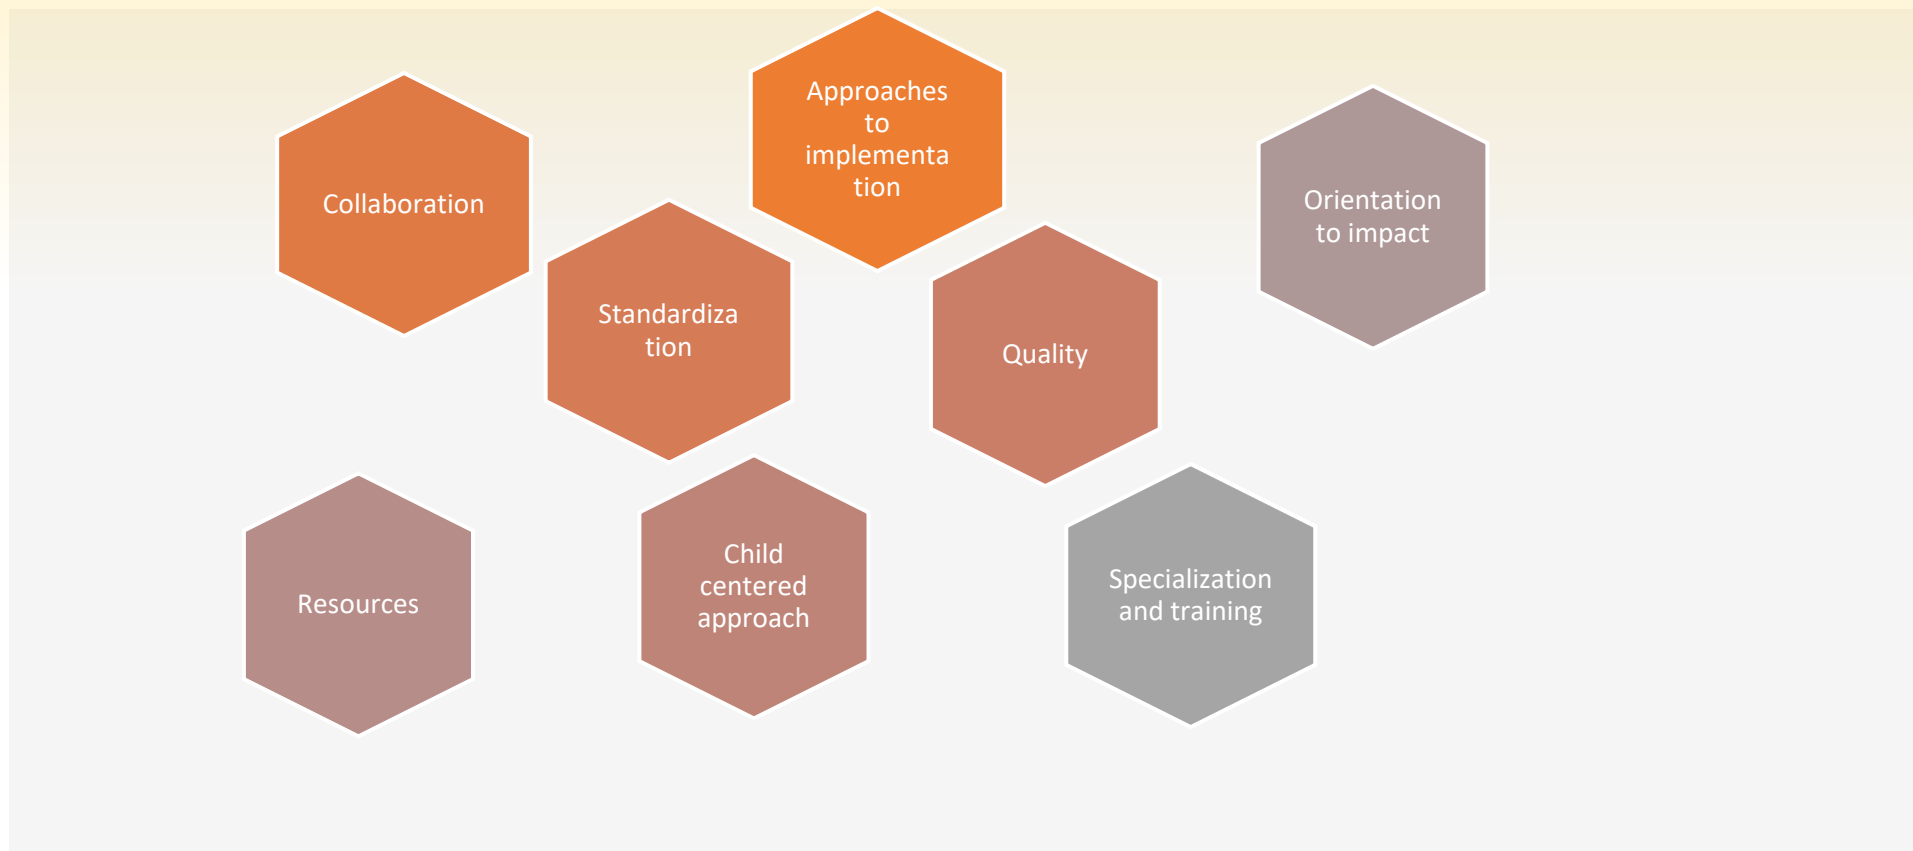 Approaches
to
implementa
tion
Collaboration
Orientation
to impact
Standardiza
tion
Quality
Resources
Child
centered
approach
Specialization
and training